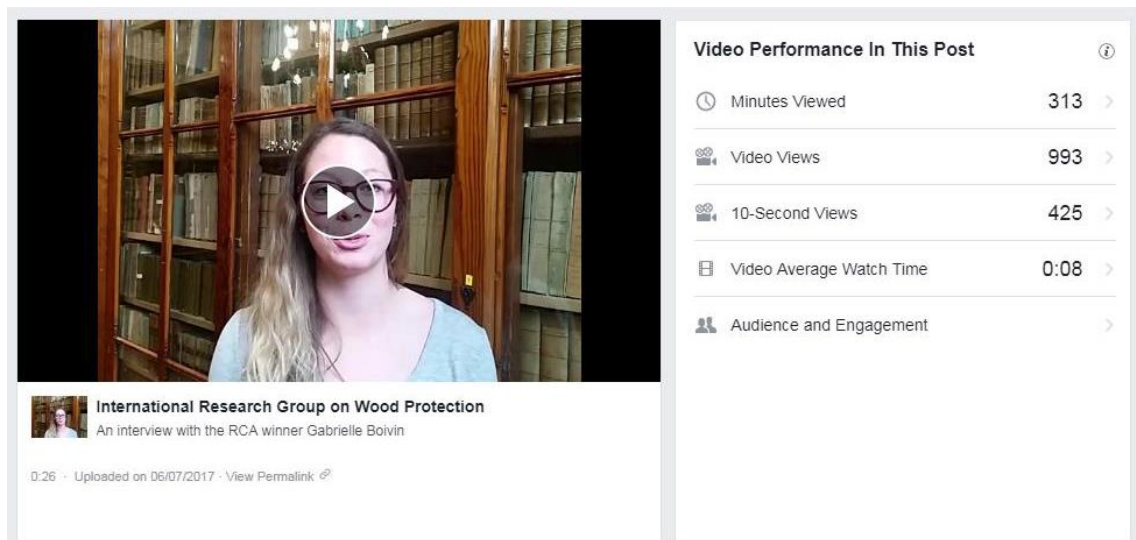 Video Performance In This Post
Minutes Viewed 313
Video Views 993
10-Second Views 425
Video Average Watch Time 0:08
Audience and Engagement
International Research Group on Wood Protection
An interview with the RCA winner Gabrielle Boivin
0:26 · Uploaded on 06/07/2017 · View Permalink